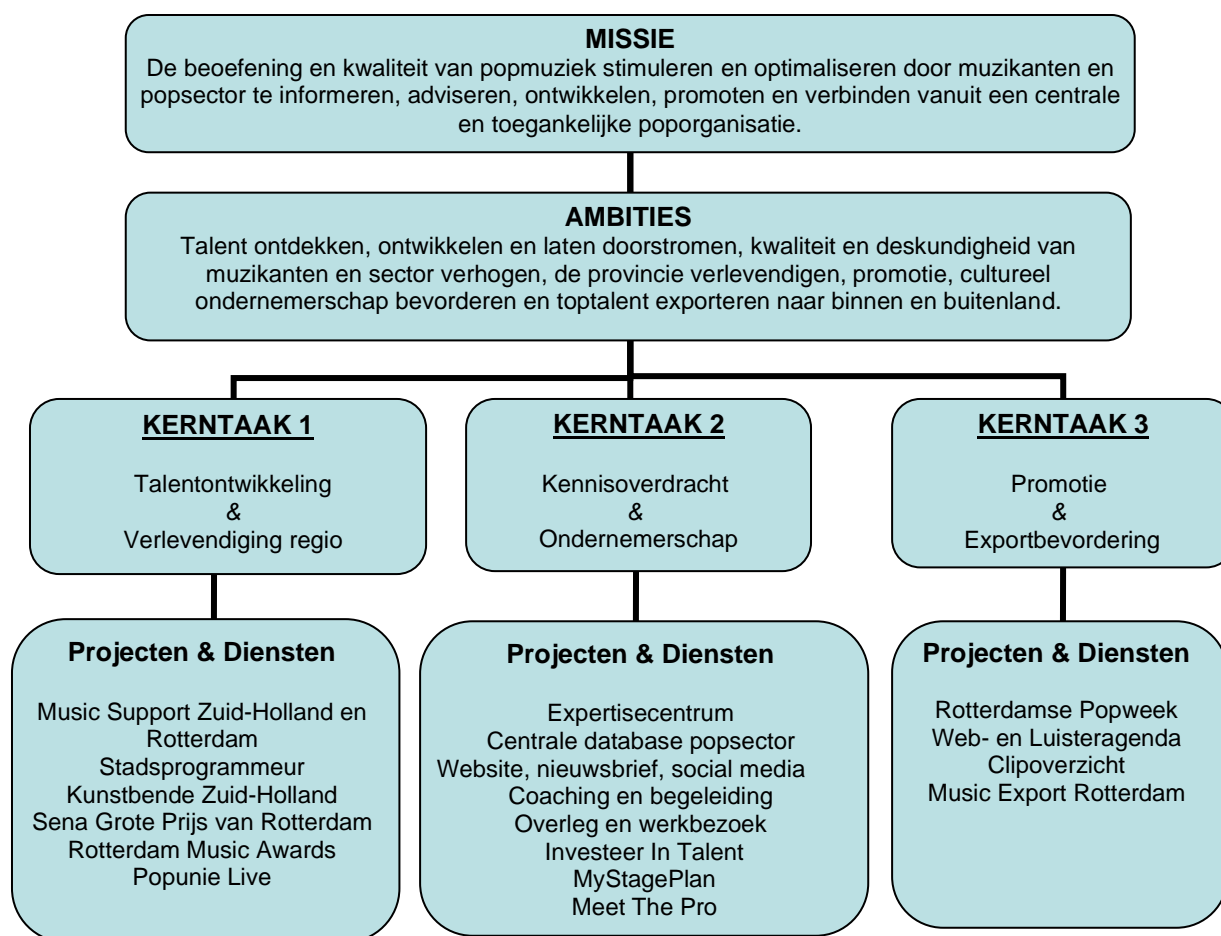 MISSIE
De beoefening en kwaliteit van popmuziek stimuleren en optimaliseren door muzikanten en
popsector te informeren, adviseren, ontwikkelen, promoten en verbinden vanuit een centrale
en toegankelijke poporganisatie.
AMBITIES
Talent ontdekken, ontwikkelen en laten doorstromen, kwaliteit en deskundigheid van
muzikanten en sector verhogen, de provincie verlevendigen, promotie, cultureel
ondernemerschap bevorderen en toptalent exporteren naar binnen en buitenland.
KERNTAAK 1
Talentontwikkeling
&
Verlevendiging regio
KERNTAAK 2
Kennisoverdracht
&
Ondernemerschap
KERNTAAK 3
Promotie
&
Exportbevordering
Projecten & Diensten
Music Support Zuid-Holland en
Rotterdam
Stadsprogrammeur
Kunstbende Zuid-Holland
Sena Grote Prijs van Rotterdam
Rotterdam Music Awards
Popunie Live
Projecten & Diensten
Expertisecentrum
Centrale database popsector
Website, nieuwsbrief, social media
Coaching en begeleiding
Overleg en werkbezoek
Investeer In Talent
MyStagePlan
Meet The Pro
Projecten & Diensten
Rotterdamse Popweek
Web- en Luisteragenda
Clipoverzicht
Music Export Rotterdam